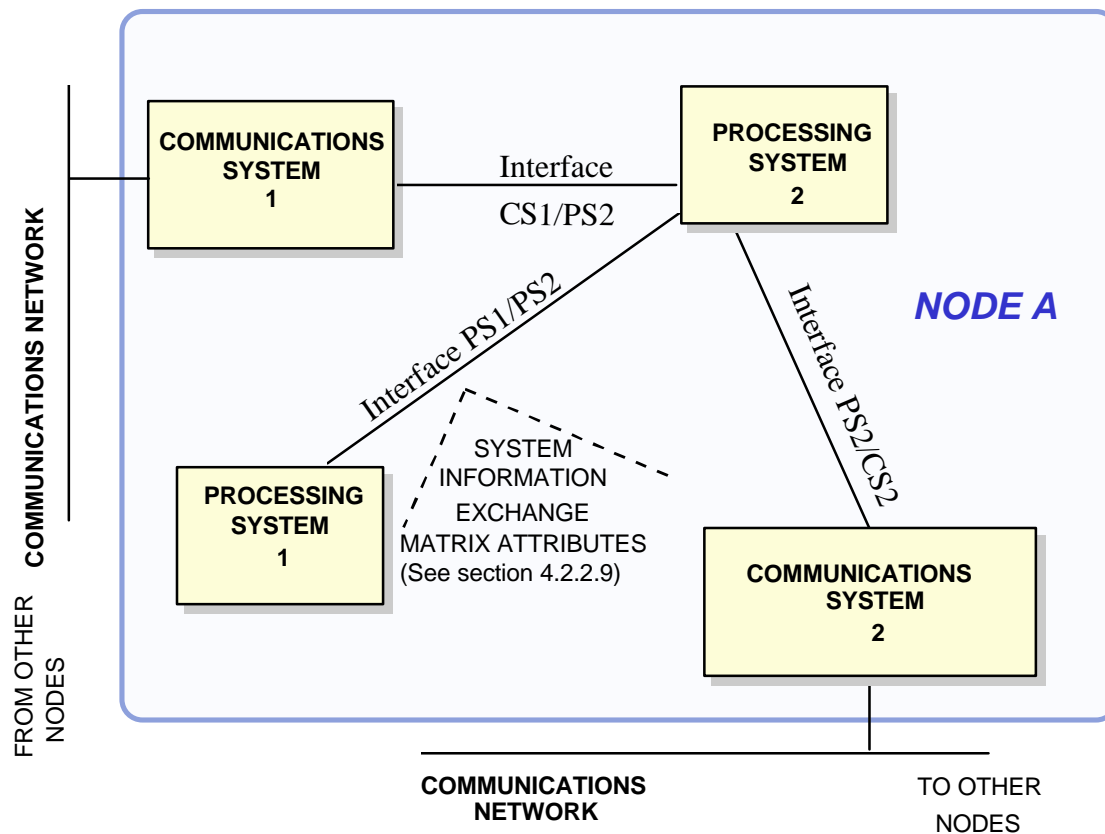 COMMUNICATIONS
SYSTEM
1
PROCESSING
SYSTEM
2
Interface
CS1/PS2
COMMUNICATIONS NETWORK
NODE A
Interface PS1/PS2
Interface PS2/CS2
SYSTEM
INFORMATION
EXCHANGE
MATRIX ATTRIBUTES
(See section 4.2.2.9)
PROCESSING
SYSTEM
1
COMMUNICATIONS
SYSTEM
2
FROM OTHER
NODES
COMMUNICATIONS
NETWORK
TO OTHER
NODES